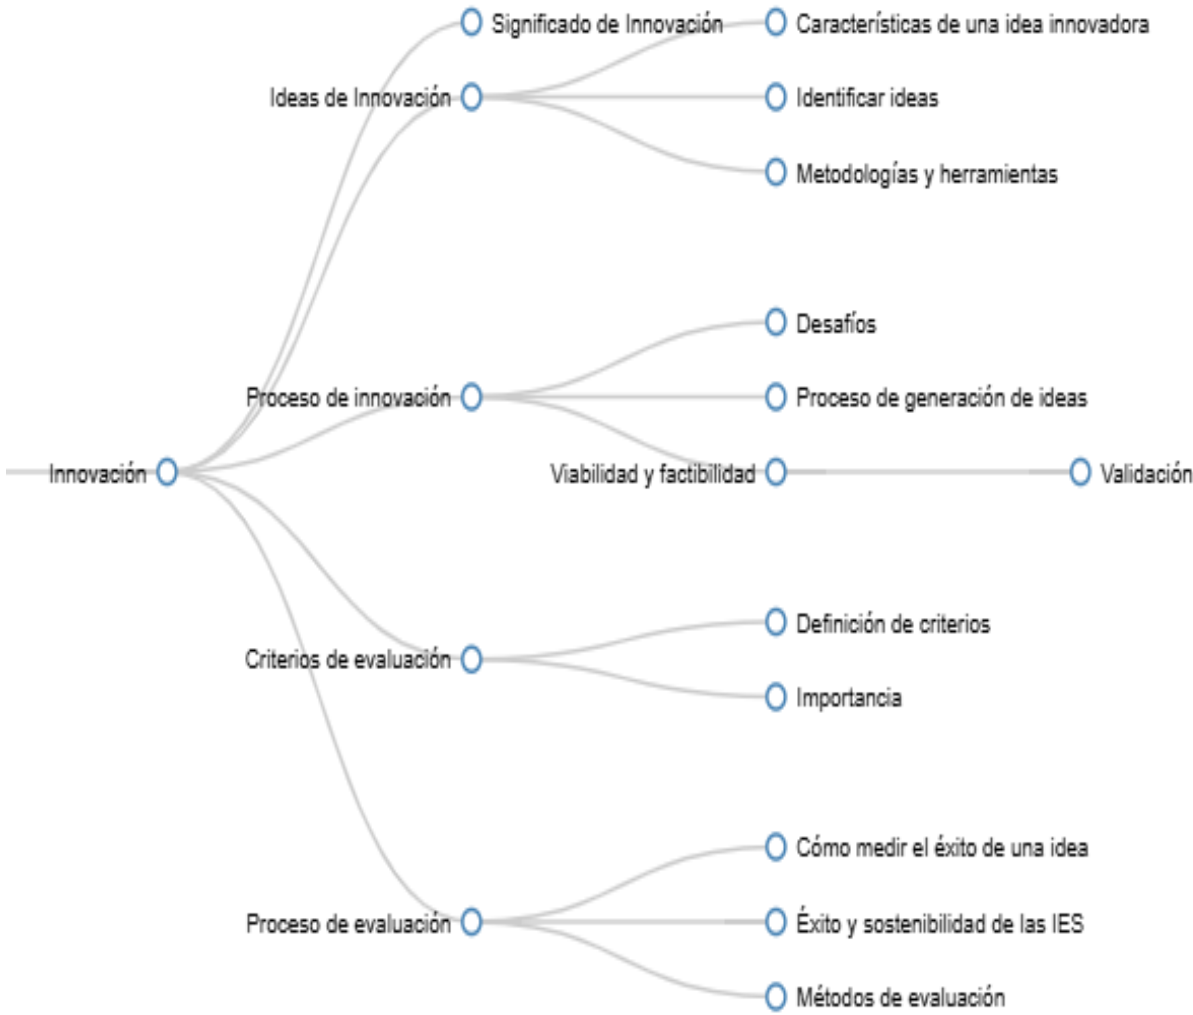 Significado de Innovación
Características de una idea innovadora
Ideas de Innovación
Identificar ideas
Metodologías y herramientas
Desafíos
Proceso de innovación
Proceso de generación de ideas
Innovación
Viabilidad y factibilidad
Validación
Definición de criterios
Criterios de evaluación
Importancia
Cómo medir el éxito de una idea
Proceso de evaluación
Éxito y sostenibilidad de las IES
Métodos de evaluación